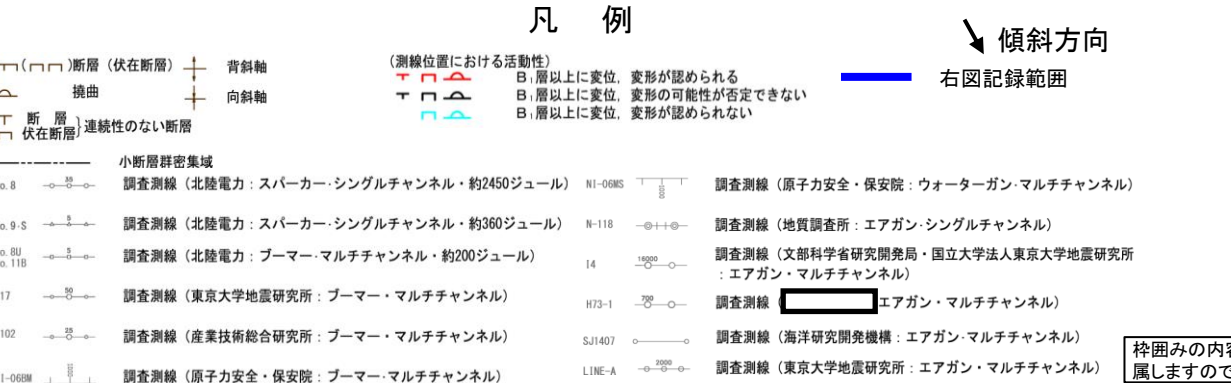 凡 例
傾斜方向
右図記録範囲
断層（伏在断層）
背斜軸
撓曲
向斜軸
断 層
伏在断層
連続性のない断層
(測線位置における活動性)
B1層以上に変位，変形が認められる
B1層以上に変位，変形の可能性が否定できない
B1層以上に変位，変形が認められない
小断層群密集域
o.8 35 調査測線（北陸電力：スパーカー・シングルチャンネル・約2450ジュール）
o.9-S 5 調査測線（北陸電力：スパーカー・シングルチャンネル・約360ジュール）
o.8U
o.11B 5 調査測線（北陸電力：ブーマー・マルチチャンネル・約200ジュール）
17 50 調査測線（東京大学地震研究所：ブーマー・マルチチャンネル）
102 25 調査測線（産業技術総合研究所：ブーマー・マルチチャンネル）
I-06BM 調査測線（原子力安全・保安院：ブーマー・マルチチャンネル）
NI-06MS 1000 調査測線（原子力安全・保安院：ウォーターガン・マルチチャンネル）
N-118 調査測線（地質調査所：エアガン・シングルチャンネル）
I4 16000 調査測線（文部科学省研究開発局・国立大学法人東京大学地震研究所
：エアガン・マルチチャンネル）
H73-1 700 調査測線（ エアガン・マルチチャンネル）
SJ1407 調査測線（海洋研究開発機構：エアガン・マルチチャンネル）
LINE-A 2000 調査測線（東京大学地震研究所：エアガン・マルチチャンネル）
枠囲みの内容
属しますので